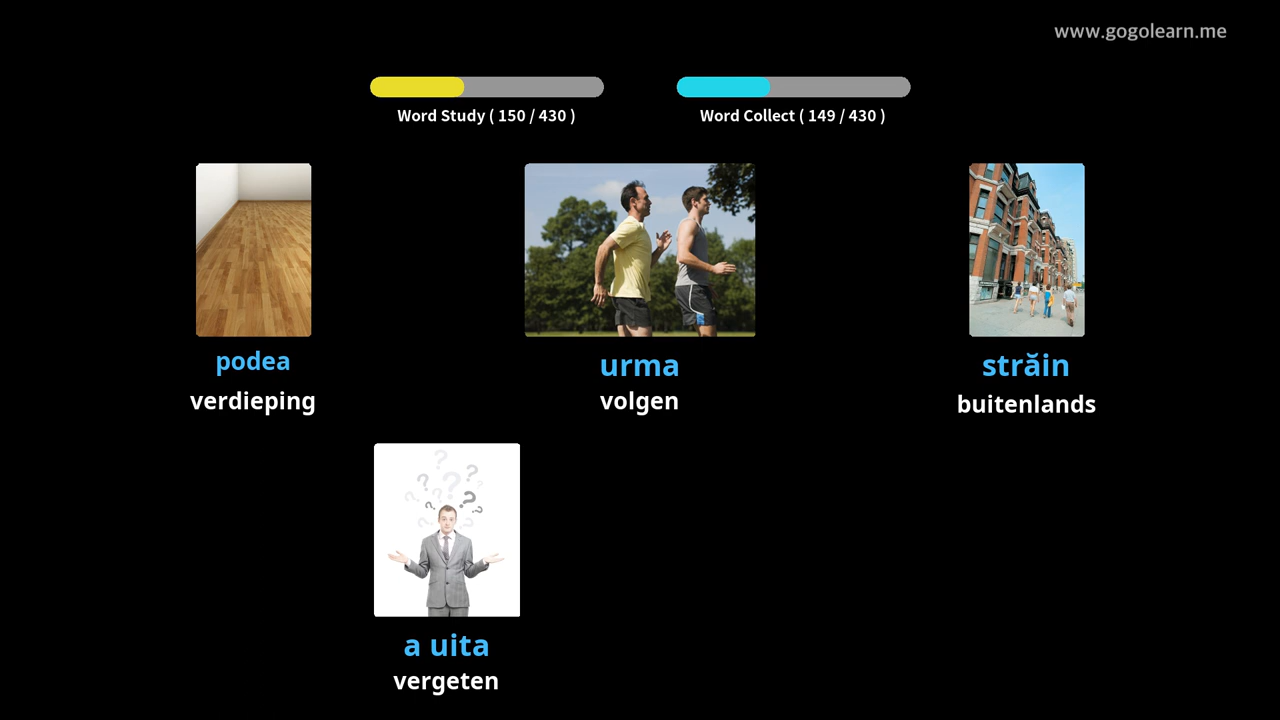 www.gogolearn.me
Word Study ( 150 / 430 )
Word Collect ( 149 / 430 )
podea
verdieping
urma
volgen
străin
buitenlands
a uita
vergeten